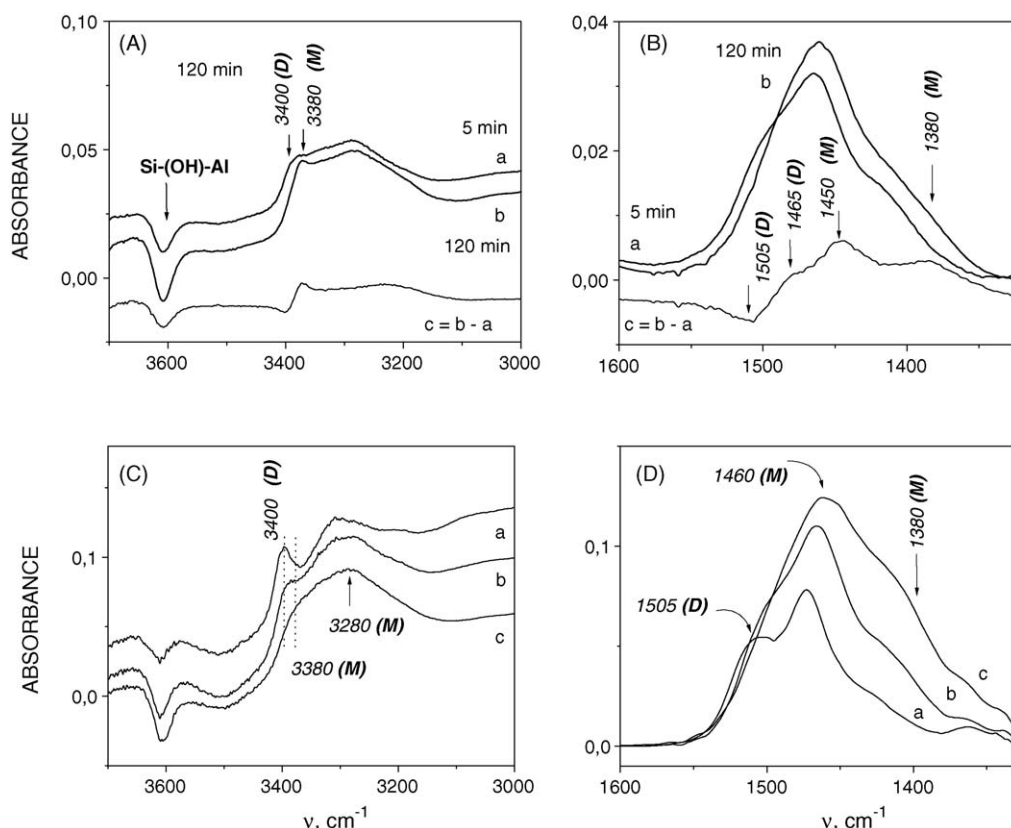 ABSORBANCE
0,10
0,05
0,00
(A)
120 min
3400 (D)
3380 (M)
Si-(OH)-Al
5 min
a
b
120 min
c = b - a
3600
3400
3200
3000
0,04
0,02
0,00
(B)
120 min
b
1380 (M)
5 min
a
1505 (D)
1465 (D)
1450 (M)
c = b - a
1600
1500
1400
ABSORBANCE
0,1
0,0
(C)
3400 (D)
a
b
c
3280 (M)
3380 (M)
3600
3400
3200
3000
ν, cm⁻¹
0,1
0,0
(D)
1460 (M)
1380 (M)
1505 (D)
a
b
c
1600
1500
1400
ν, cm⁻¹